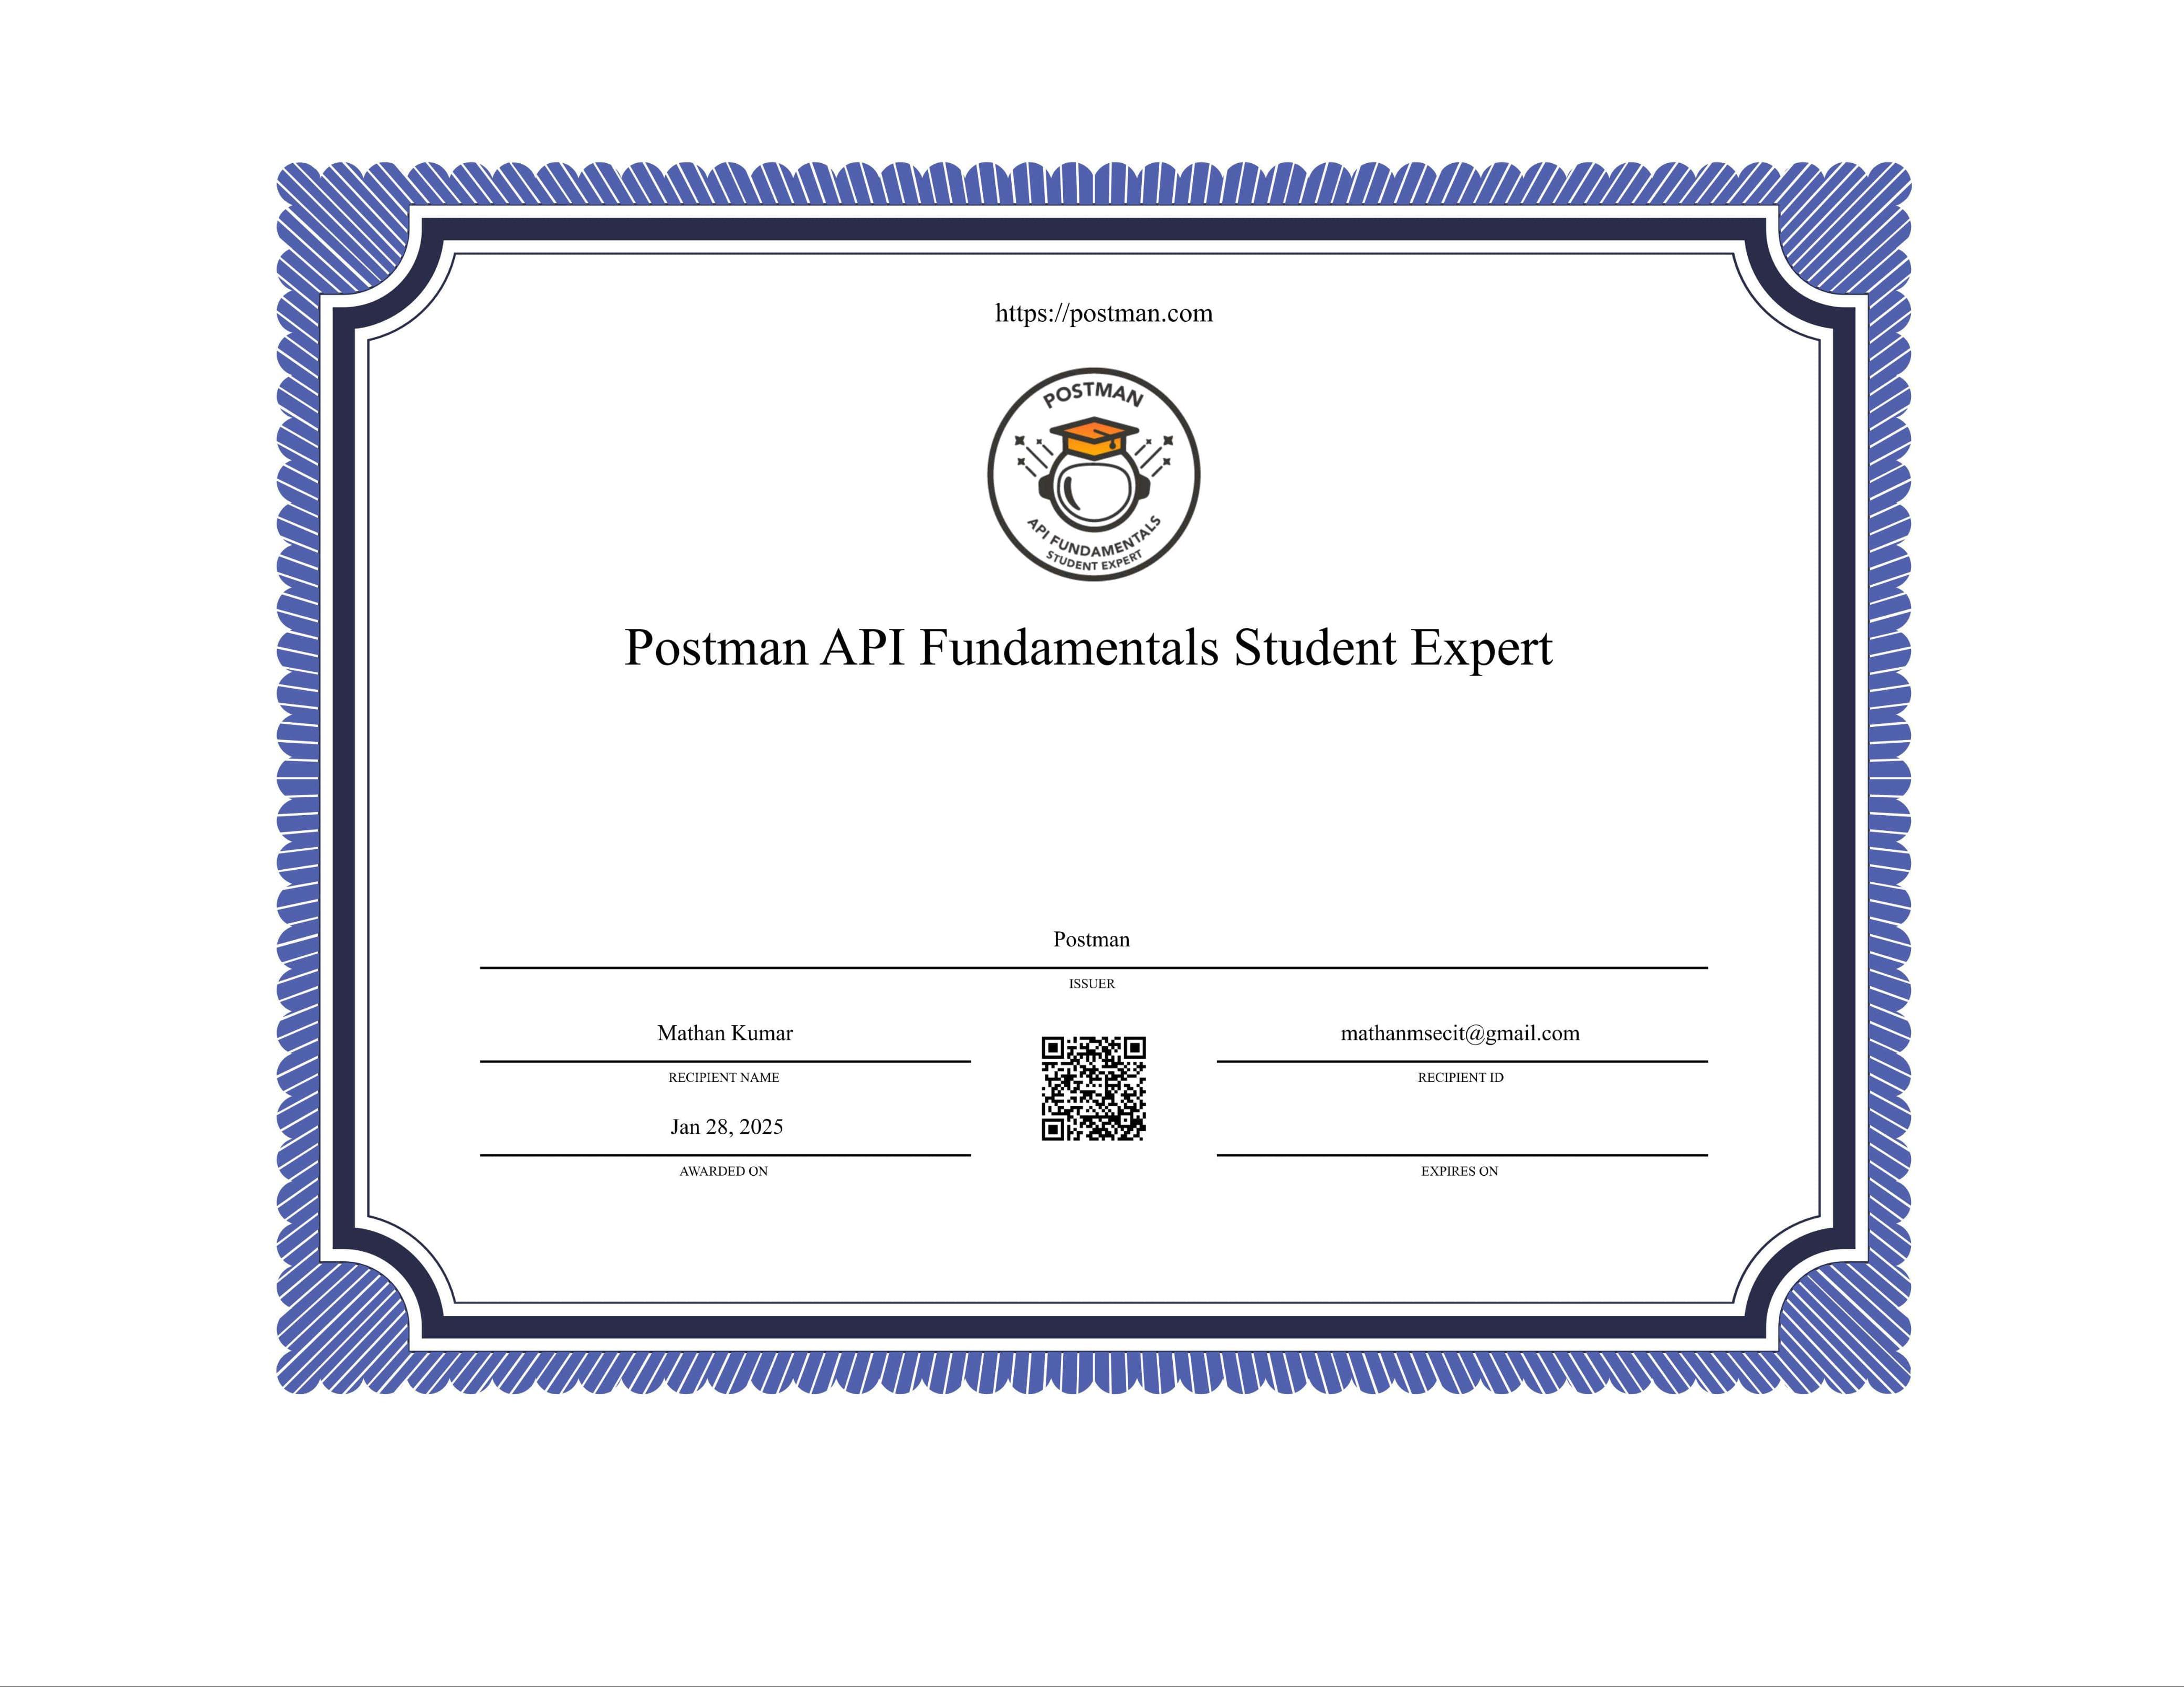 https://postman.com
POSTMAN
API FUNDAMENTALS
STUDENT EXPERT
Postman API Fundamentals Student Expert
Postman
ISSUER
Mathan Kumar
RECIPIENT NAME
mathanmsecit@gmail.com
RECIPIENT ID
Jan 28, 2025
AWARDED ON
EXPIRES ON